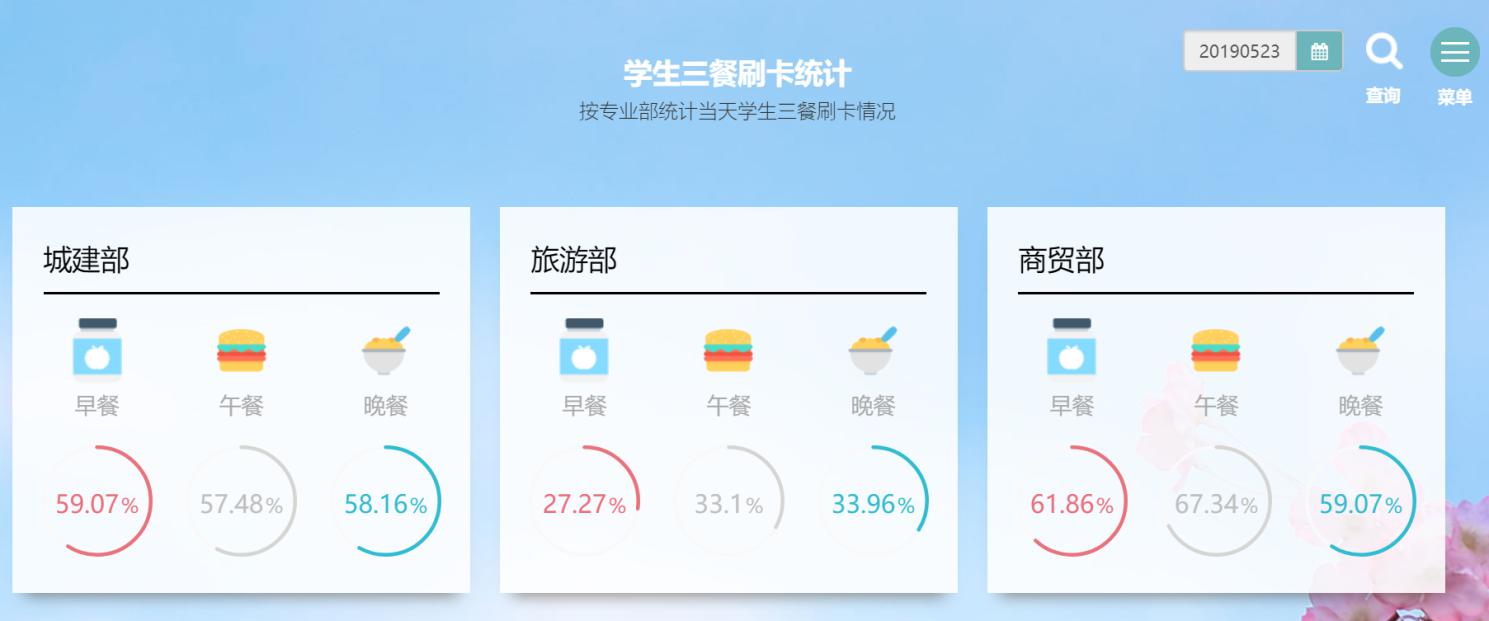 20190523
查询
菜单
学生三餐刷卡统计
按专业部统计当天学生三餐刷卡情况
城建部
早餐 午餐 晚餐
59.07% 57.48% 58.16%
旅游部
早餐 午餐 晚餐
27.27% 33.1% 33.96%
商贸部
早餐 午餐 晚餐
61.86% 67.34% 59.07%